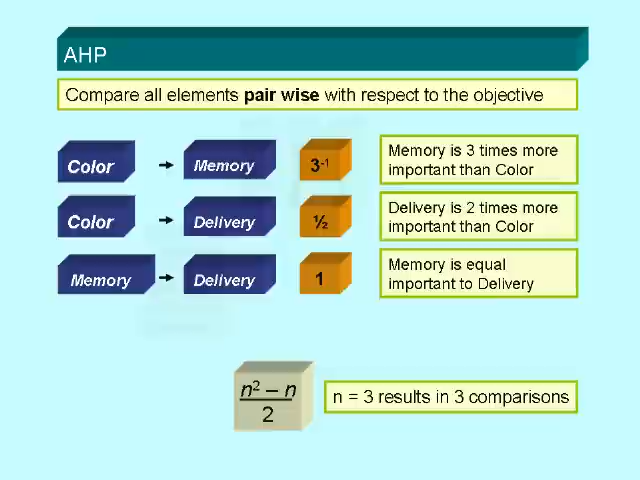 AHP
Compare all elements pair wise with respect to the objective
Color → Memory 3⁻¹ Memory is 3 times more
important than Color
Color → Delivery ½ Delivery is 2 times more
important than Color
Memory → Delivery 1 Memory is equal
important to Delivery
n² – n
2
n = 3 results in 3 comparisons